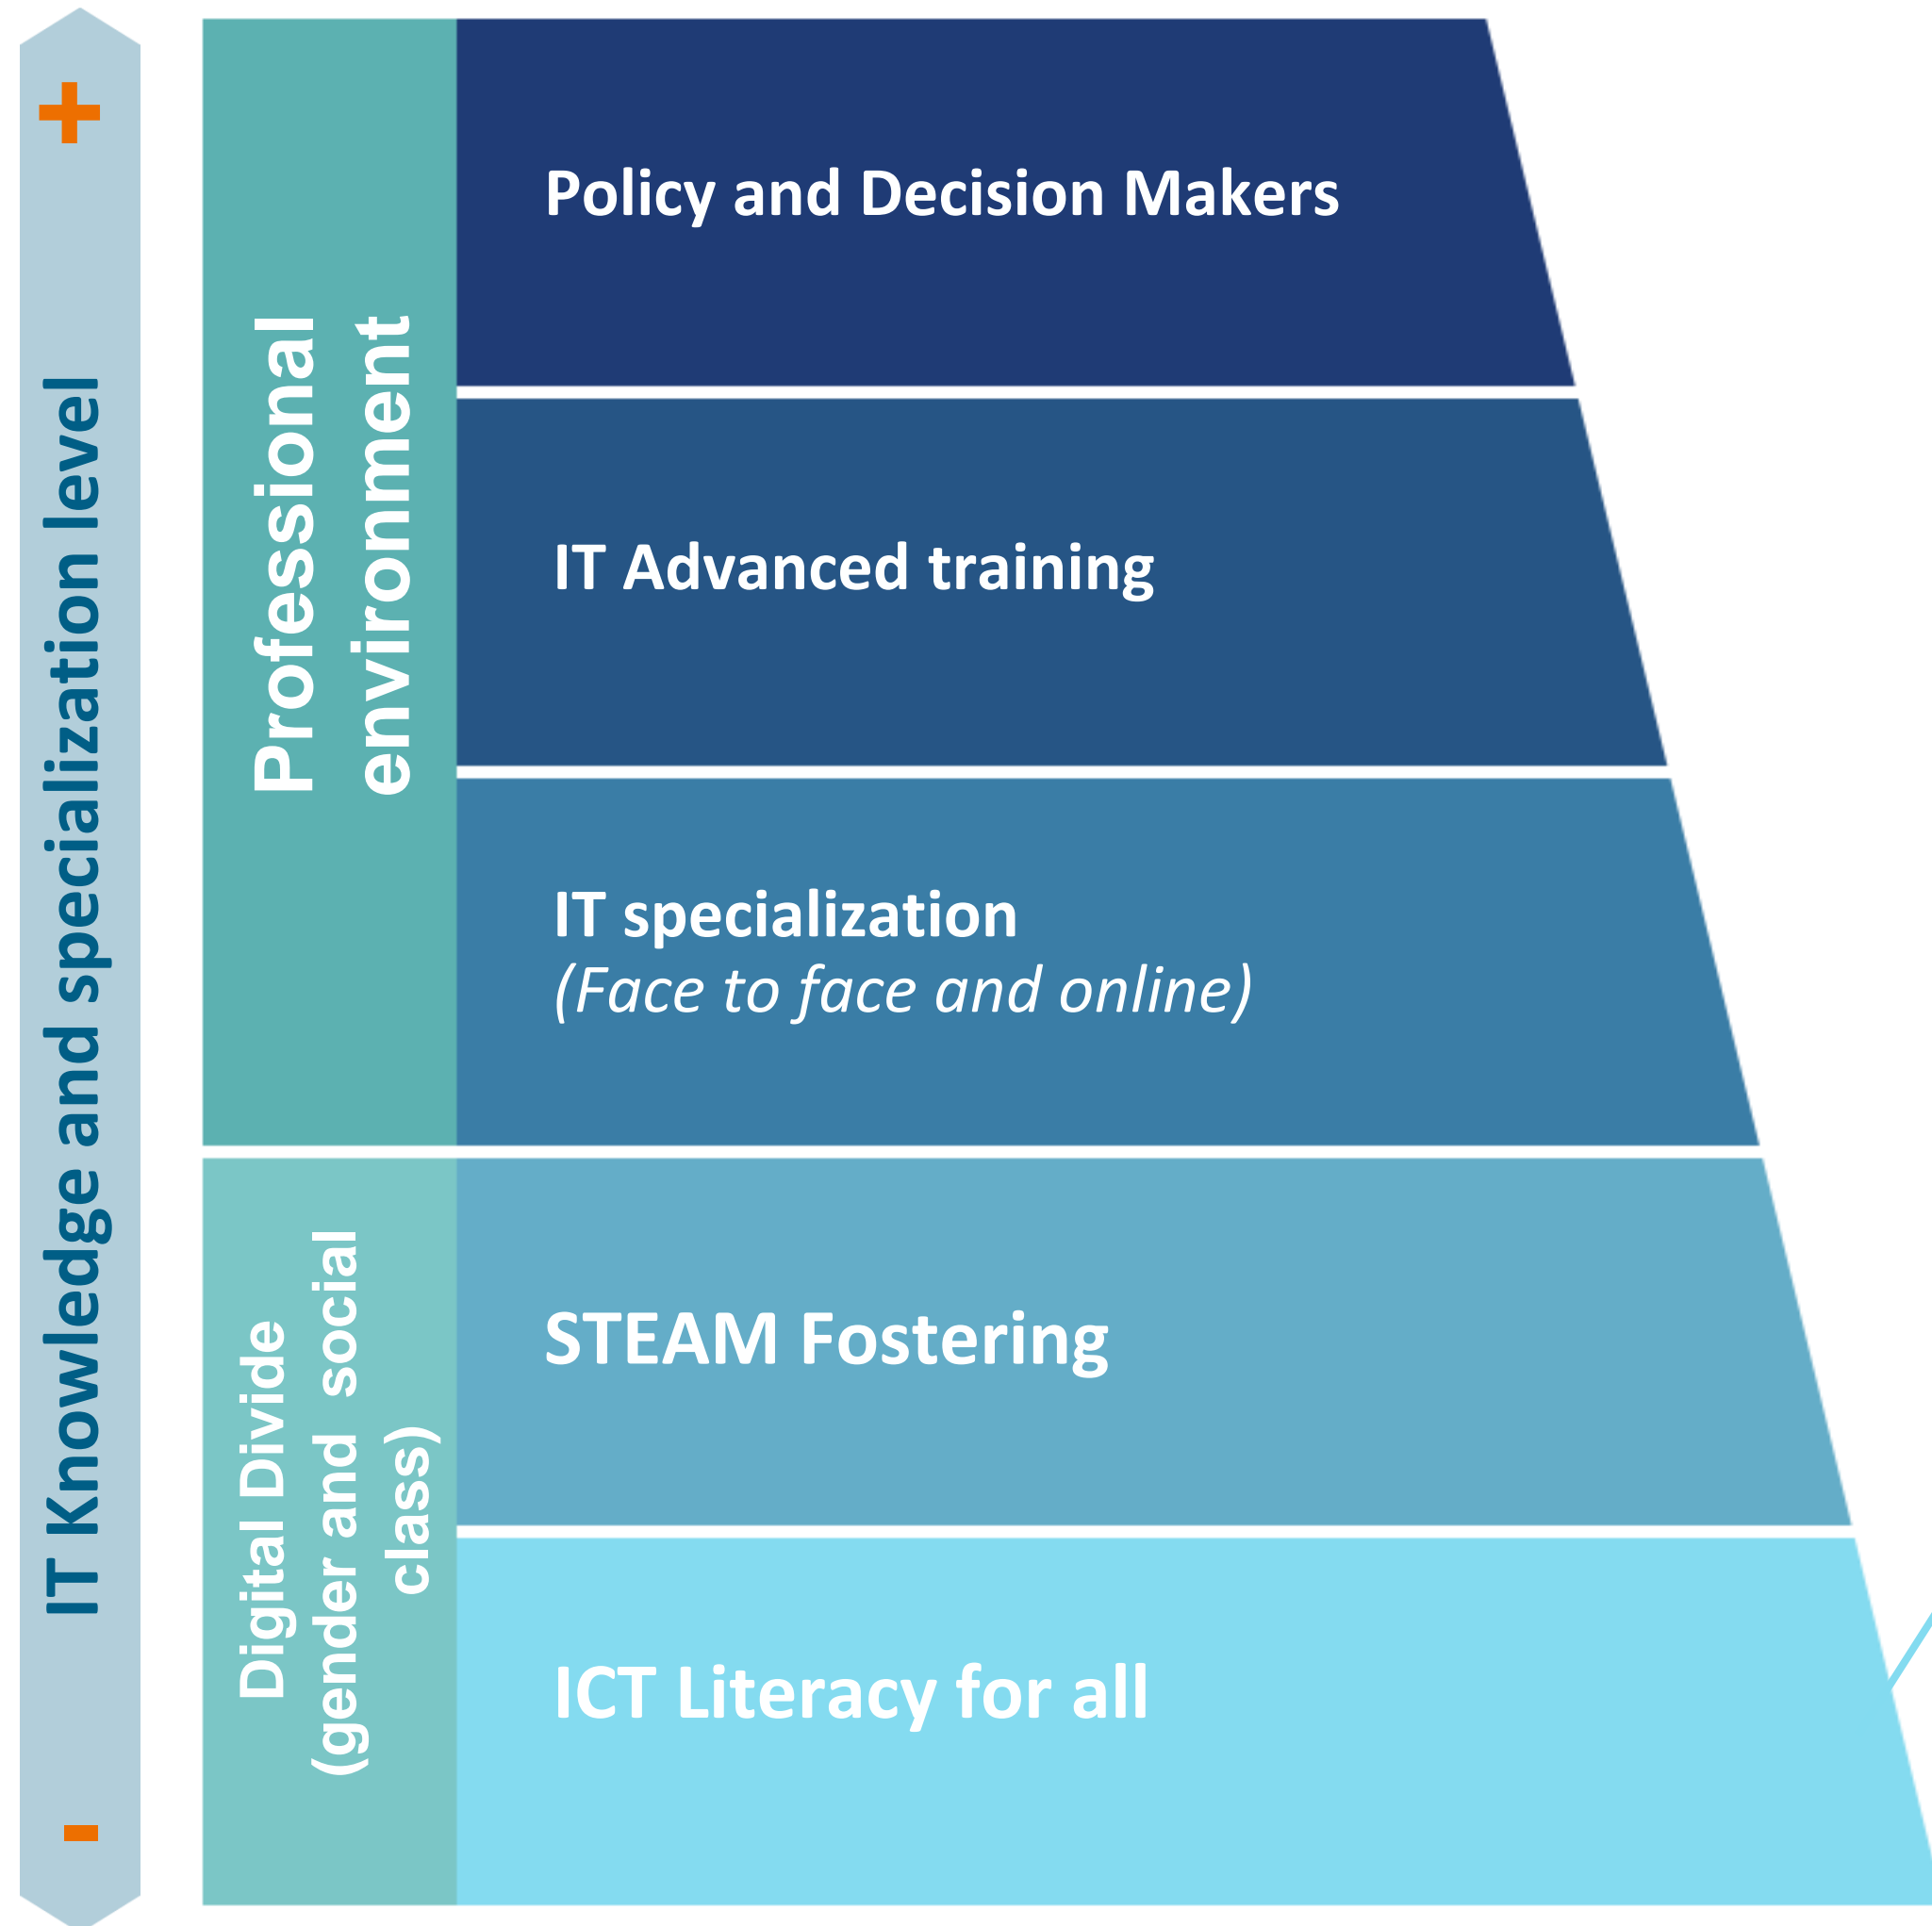 +
IT Knowledge and specialization level
-
Professional
environment
Policy and Decision Makers
IT Advanced training
IT specialization
(Face to face and online)
Digital Divide
(gender and social
class)
STEAM Fostering
ICT Literacy for all